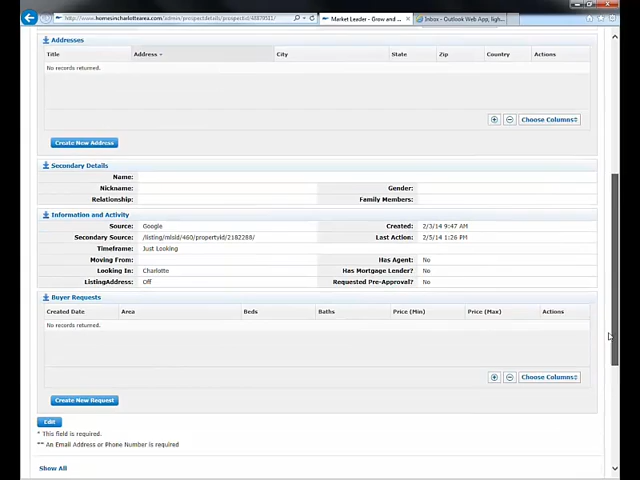 http://www.homesincharlottearea.com/admin/prospectdetails/prospectid/48870511/
Market Leader - Grow and ...
Inbox - Outlook Web App, ligh...
Addresses
Title Address City State Zip Country Actions
No records returned.
Choose Columns
Create New Address
Secondary Details
Name:
Nickname: Gender:
Relationship: Family Members:
Information and Activity
Source: Google Created: 2/3/14 9:47 AM
Secondary Source: /listing/mlsid/460/propertyid/2182288/ Last Action: 2/5/14 1:26 PM
Timeframe: Just Looking
Moving From: Has Agent: No
Looking In: Charlotte Has Mortgage Lender? No
ListingAddress: Off Requested Pre-Approval? No
Buyer Requests
Created Date Area Beds Baths Price (Min) Price (Max) Actions
No records returned.
Choose Columns
Create New Request
Edit
* This field is required.
** An Email Address or Phone Number is required
Show All